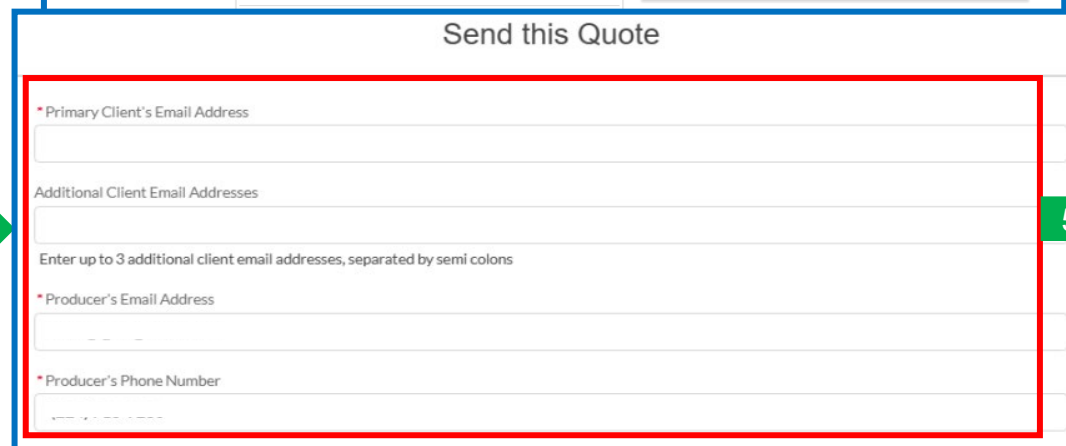 Send this Quote
*Primary Client's Email Address
Additional Client Email Addresses
Enter up to 3 additional client email addresses, separated by semi colons
*Producer's Email Address
*Producer's Phone Number